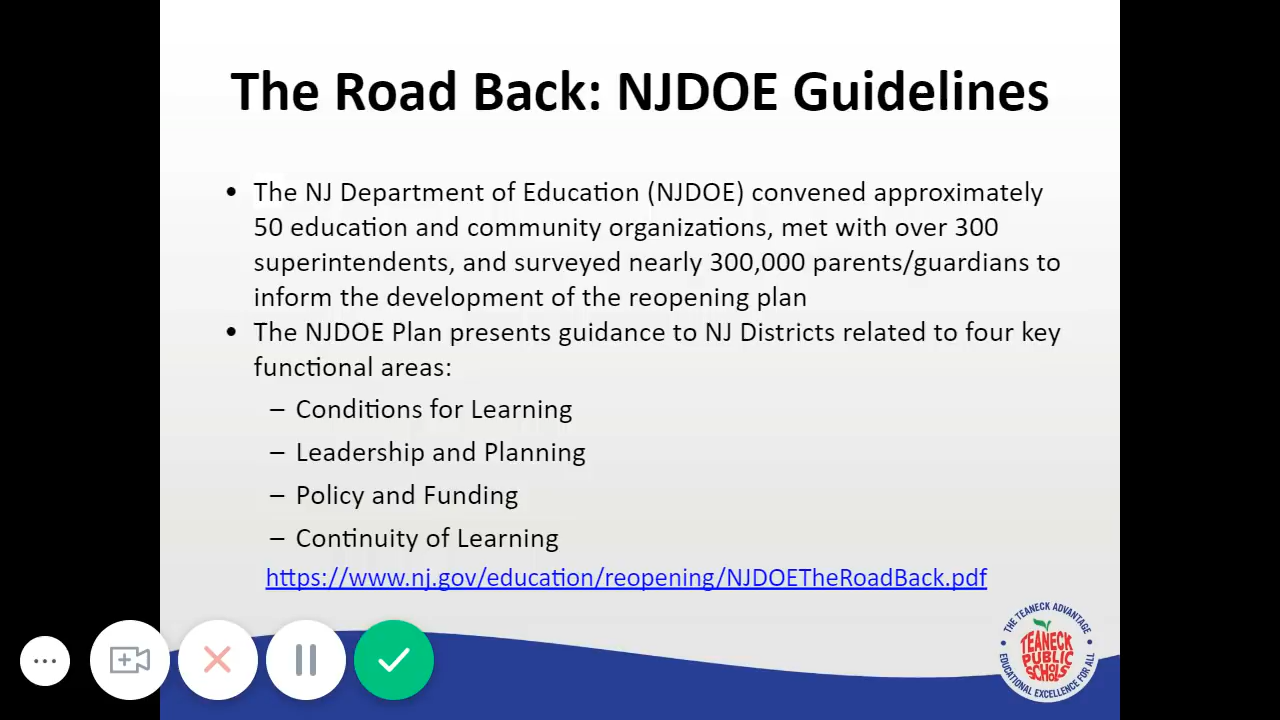 The Road Back: NJDOE Guidelines
• The NJ Department of Education (NJDOE) convened approximately
50 education and community organizations, met with over 300
superintendents, and surveyed nearly 300,000 parents/guardians to
inform the development of the reopening plan
• The NJDOE Plan presents guidance to NJ Districts related to four key
functional areas:
– Conditions for Learning
– Leadership and Planning
– Policy and Funding
– Continuity of Learning
https://www.nj.gov/education/reopening/NJDOETheRoadBack.pdf
THE TEANECK ADVANTAGE
TEANECK
PUBLIC
SCHOOLS
EDUCATIONAL EXCELLENCE FOR ALL